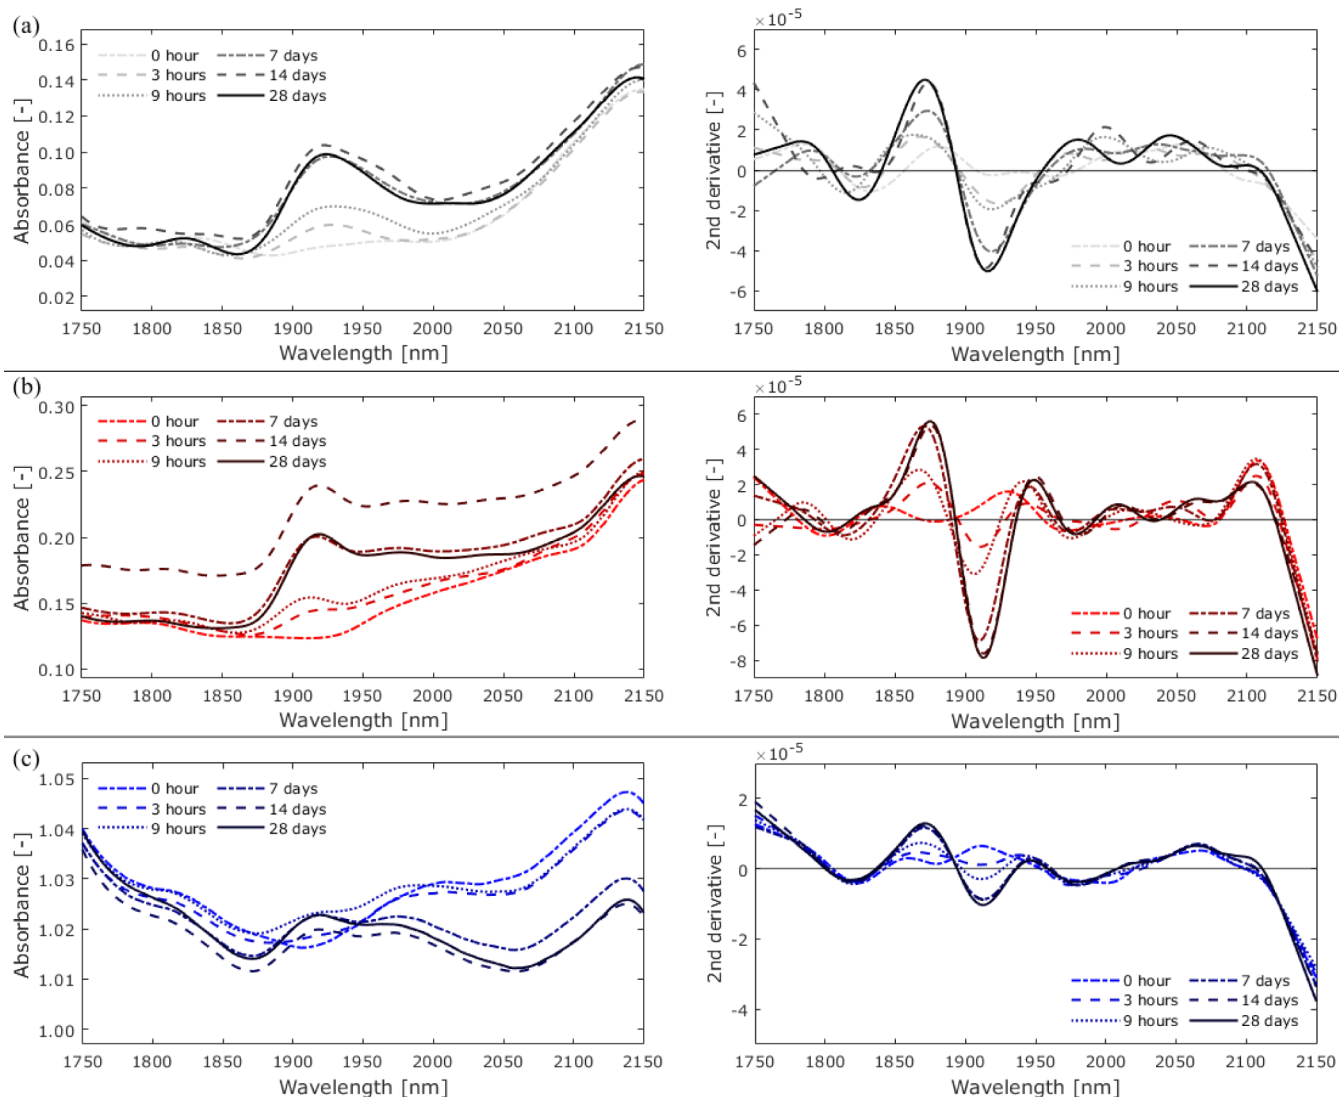 (a)
0.16
0.14
0.12
0.10
0.08
0.06
0.04
0.02
Absorbance [-]
0 hour
3 hours
9 hours
7 days
14 days
28 days
1750 1800 1850 1900 1950 2000 2050 2100 2150
Wavelength [nm]
×10-5
6
4
2
0
-2
-4
-6
2nd derivative [-]
0 hour
3 hours
9 hours
7 days
14 days
28 days
1750 1800 1850 1900 1950 2000 2050 2100 2150
Wavelength [nm]
(b)
0.30
0.25
0.20
0.15
0.10
Absorbance [-]
0 hour
3 hours
9 hours
7 days
14 days
28 days
1750 1800 1850 1900 1950 2000 2050 2100 2150
Wavelength [nm]
×10-5
6
4
2
0
-2
-4
-6
-8
2nd derivative [-]
0 hour
3 hours
9 hours
7 days
14 days
28 days
1750 1800 1850 1900 1950 2000 2050 2100 2150
Wavelength [nm]
(c)
1.05
1.04
1.03
1.02
1.01
1.00
Absorbance [-]
0 hour
3 hours
9 hours
7 days
14 days
28 days
1750 1800 1850 1900 1950 2000 2050 2100 2150
Wavelength [nm]
×10-5
2
0
-2
-4
2nd derivative [-]
0 hour
3 hours
9 hours
7 days
14 days
28 days
1750 1800 1850 1900 1950 2000 2050 2100 2150
Wavelength [nm]